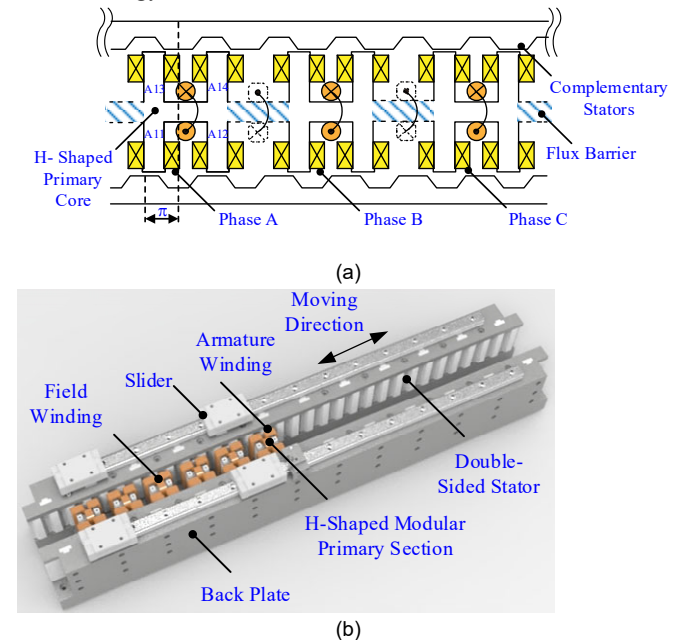 A13
A14
A11
A12
Complementary
Stators
H- Shaped
Primary
Core
Flux Barrier
π
Phase A
Phase B
Phase C
(a)
Moving
Direction
Armature
Winding
Slider
Field
Winding
Double-
Sided Stator
H-Shaped Modular
Primary Section
Back Plate
(b)